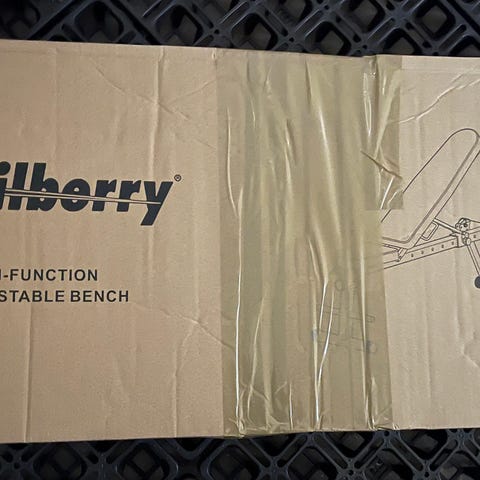 ilberry®
-FUNCTION
STABLE BENCH